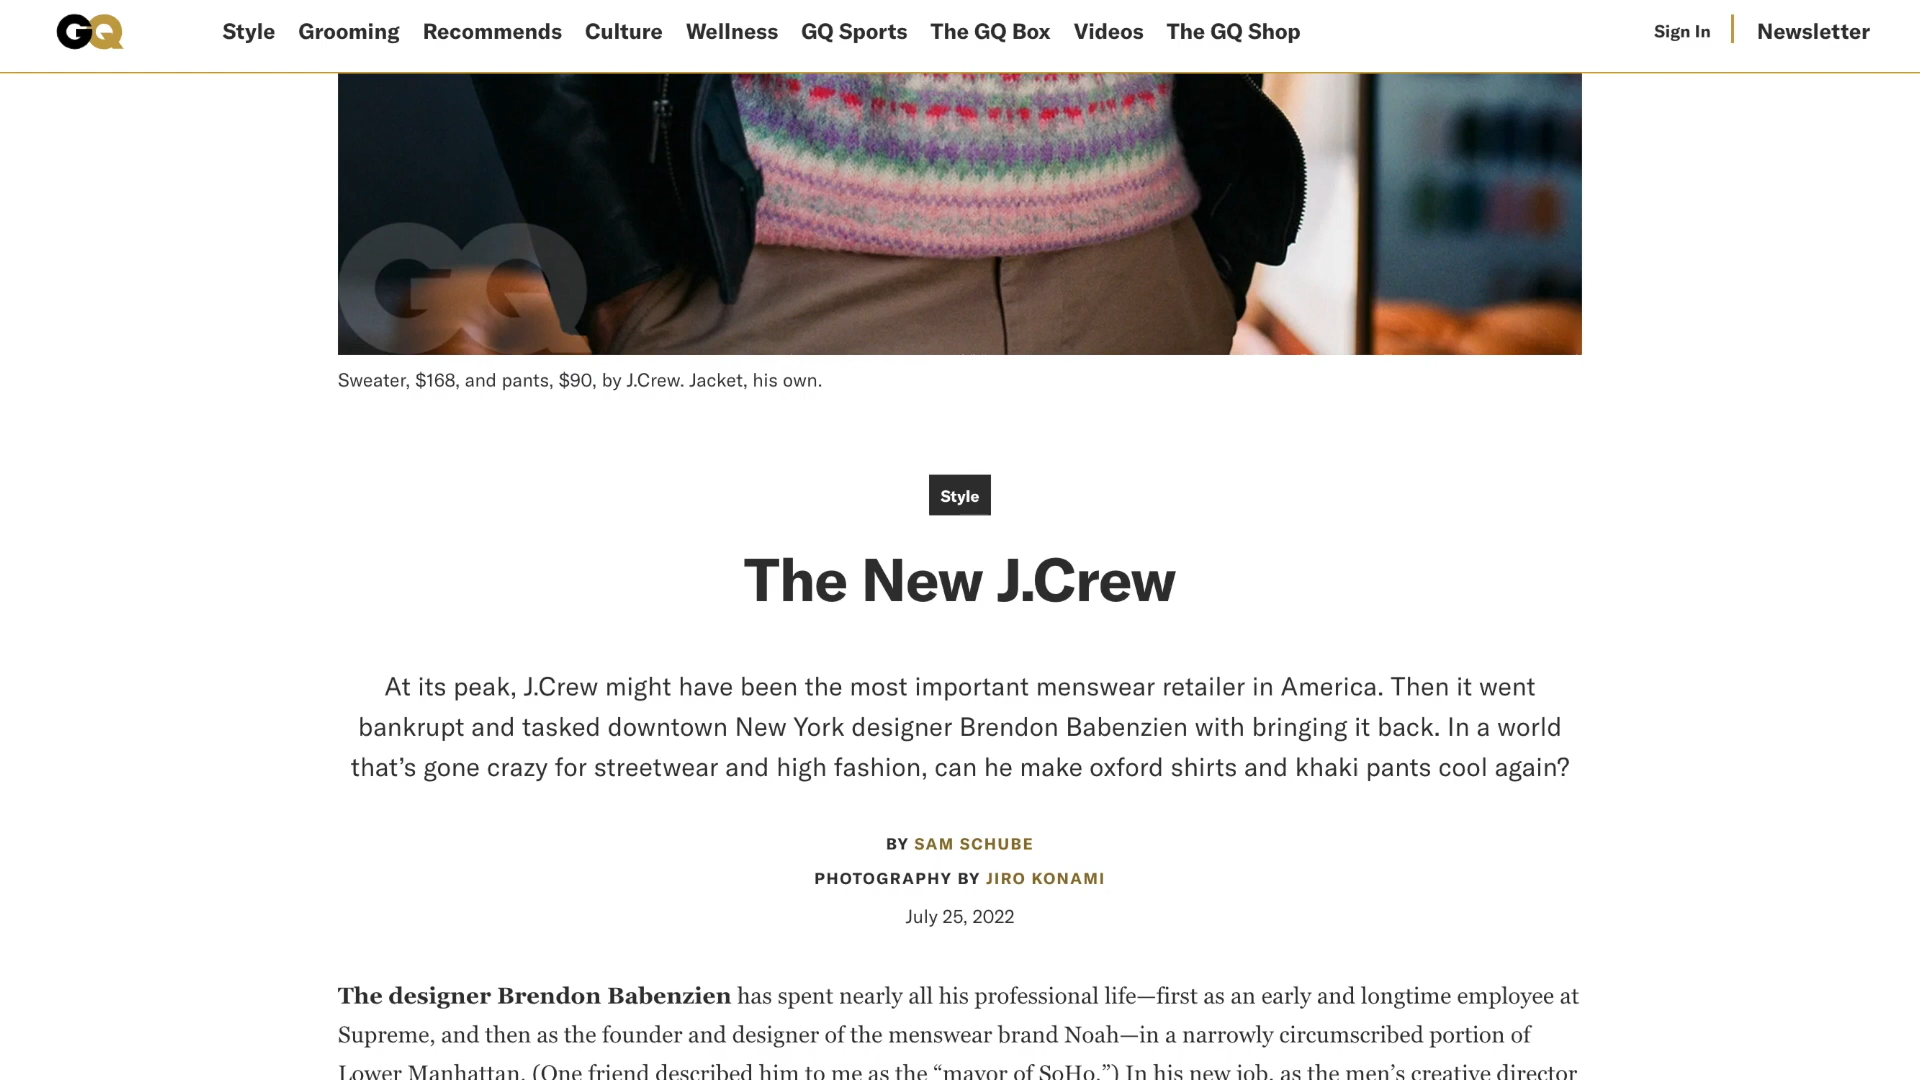 GQ
Style Grooming Recommends Culture Wellness GQ Sports The GQ Box Videos The GQ Shop Sign In Newsletter
GQ
Sweater, $168, and pants, $90, by J.Crew. Jacket, his own.
Style
The New J.Crew
At its peak, J.Crew might have been the most important menswear retailer in America. Then it went
bankrupt and tasked downtown New York designer Brendon Babenzien with bringing it back. In a world
that’s gone crazy for streetwear and high fashion, can he make oxford shirts and khaki pants cool again?
BY SAM SCHUBE
PHOTOGRAPHY BY JIRO KONAMI
July 25, 2022
The designer Brendon Babenzien has spent nearly all his professional life—first as an early and longtime employee at
Supreme, and then as the founder and designer of the menswear brand Noah—in a narrowly circumscribed portion of
Lower Manhattan. (One friend described him to me as the “mayor of SoHo.”) In his new job, as the men’s creative director